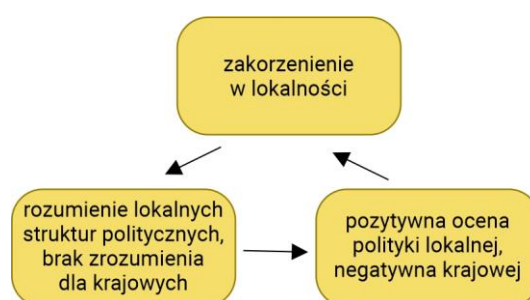 zakorzenienie
w lokalności
rozumienie lokalnych
struktur politycznych,
brak zrozumienia
dla krajowych
pozytywna ocena
polityki lokalnej,
negatywna krajowej